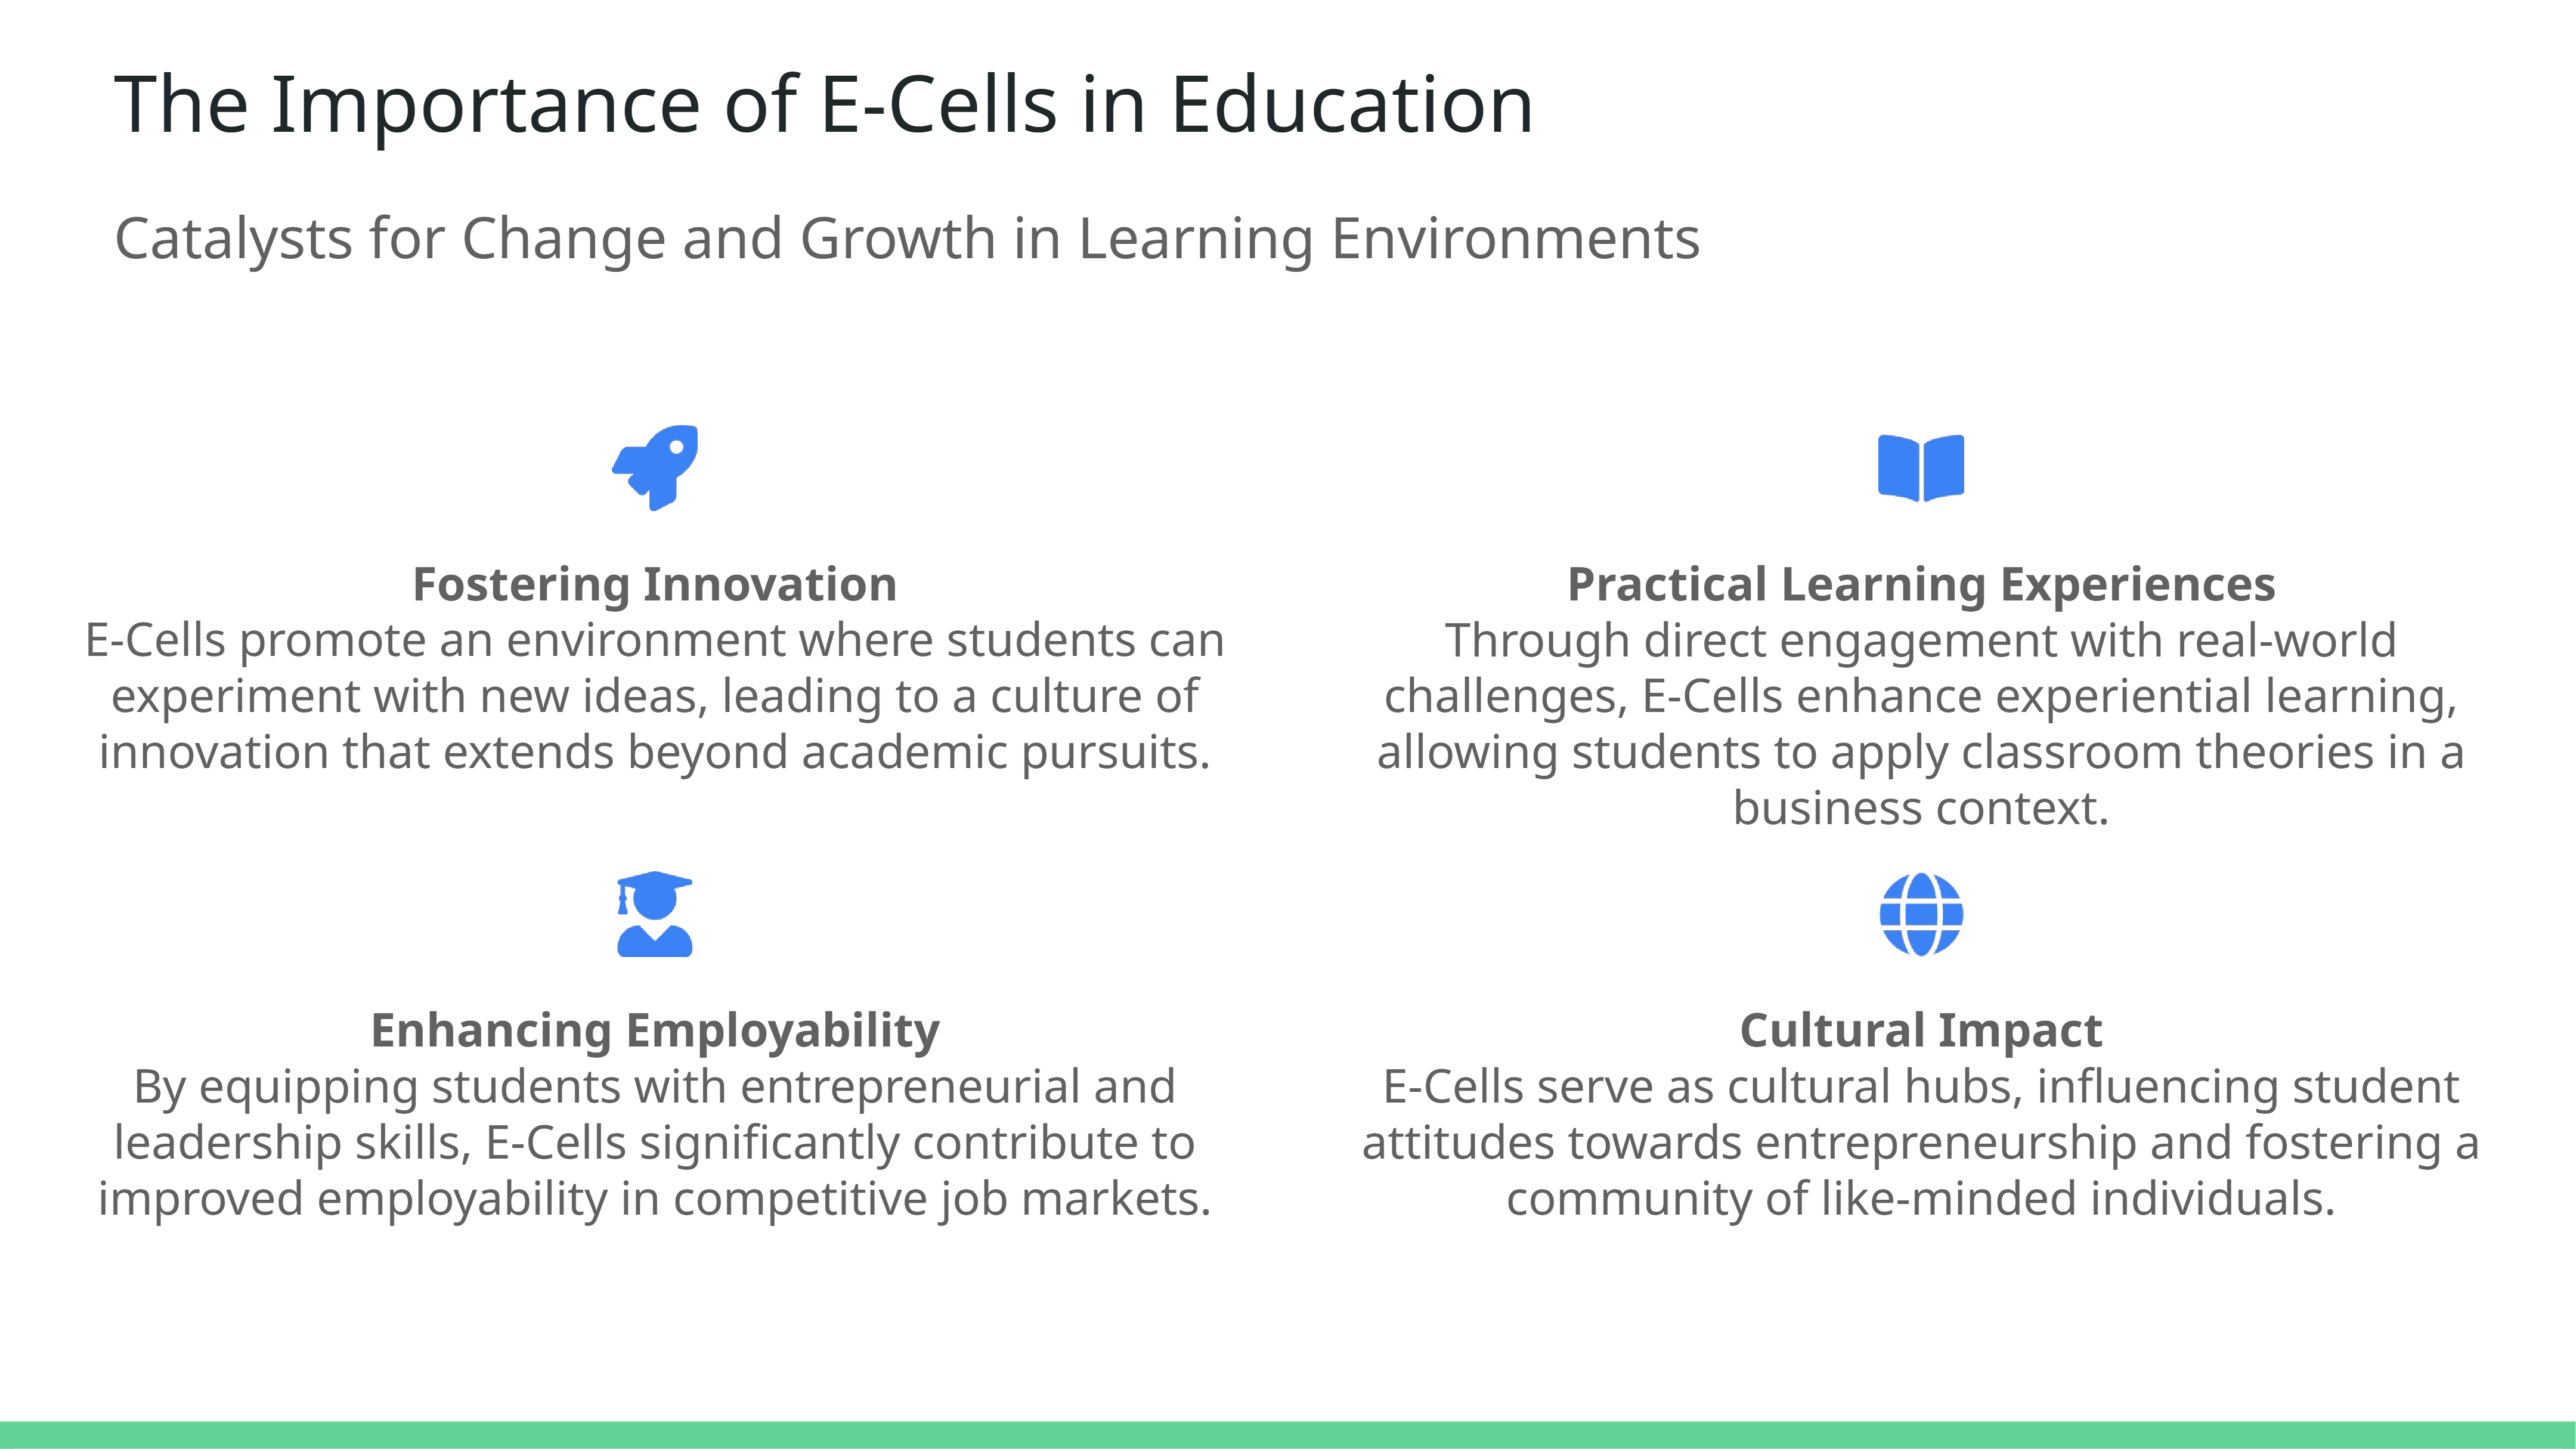 The Importance of E-Cells in Education
Catalysts for Change and Growth in Learning Environments
Fostering Innovation
E-Cells promote an environment where students can
experiment with new ideas, leading to a culture of
innovation that extends beyond academic pursuits.
Practical Learning Experiences
Through direct engagement with real-world
challenges, E-Cells enhance experiential learning,
allowing students to apply classroom theories in a
business context.
Enhancing Employability
By equipping students with entrepreneurial and
leadership skills, E-Cells significantly contribute to
improved employability in competitive job markets.
Cultural Impact
E-Cells serve as cultural hubs, influencing student
attitudes towards entrepreneurship and fostering a
community of like-minded individuals.